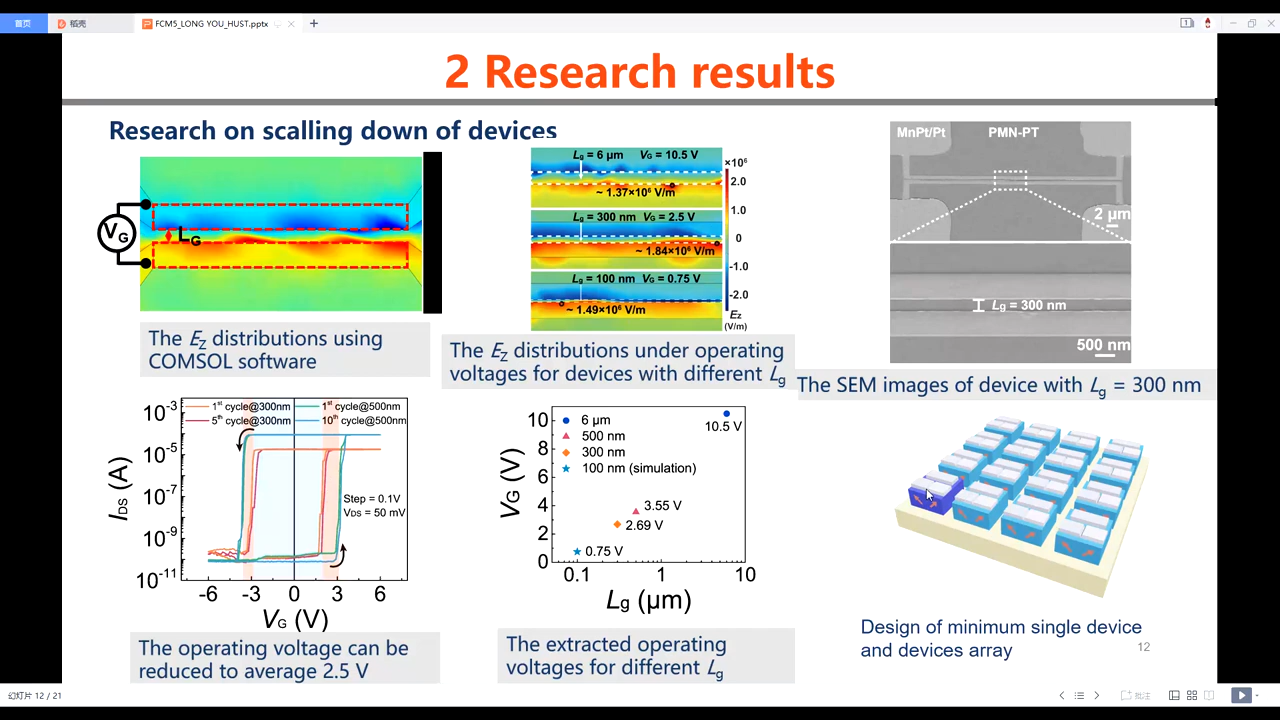 首页
稻壳
FCM5_LONG YOU_HUST.pptx
2 Research results
Research on scalling down of devices
VG
LG
The EZ distributions using
COMSOL software
Lg = 6 μm VG = 10.5 V
~ 1.37×10⁶ V/m
Lg = 300 nm VG = 2.5 V
~ 1.84×10⁶ V/m
Lg = 100 nm VG = 0.75 V
~ 1.49×10⁶ V/m
×10⁶
2.0
1.0
0
-1.0
-2.0
EZ
(V/m)
The EZ distributions under operating
voltages for devices with different Lg
MnPt/Pt PMN-PT
2 μm
Lg = 300 nm
500 nm
The SEM images of device with Lg = 300 nm
1st cycle@300nm 1st cycle@500nm
5th cycle@300nm 10th cycle@500nm
10⁻³
10⁻⁵
10⁻⁷
10⁻⁹
10⁻¹¹
IDS (A)
Step = 0.1V
VDS = 50 mV
-6 -3 0 3 6
VG (V)
The operating voltage can be
reduced to average 2.5 V
10
8
6
4
2
0
VG (V)
6 μm
500 nm
300 nm
100 nm (simulation)
10.5 V
3.55 V
2.69 V
0.75 V
0.1 1 10
Lg (μm)
The extracted operating
voltages for different Lg
Design of minimum single device
and devices array
12
幻灯片 12 / 21
批注